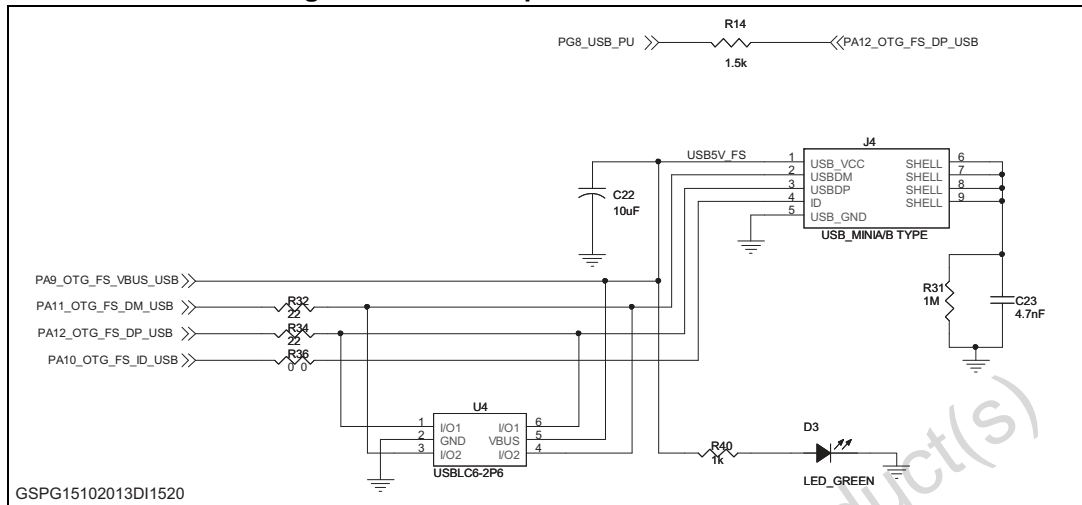 R14
PG8_USB_PU
PA12_OTG_FS_DP_USB
1.5k
J4
USB5V_FS
1 USB_VCC SHELL 6
2 USBDM SHELL 7
3 USBDP SHELL 8
4 ID SHELL 9
5 USB_GND
USB_MINIA/B TYPE
C22
10uF
PA9_OTG_FS_VBUS_USB
PA11_OTG_FS_DM_USB
R32
22
PA12_OTG_FS_DP_USB
R34
22
PA10_OTG_FS_ID_USB
R36
0 0
R31
1M
C23
4.7nF
U4
1 I/O1 I/O1 6
2 GND VBUS 5
3 I/O2 I/O2 4
USBLC6-2P6
R40
1k
D3
LED_GREEN
GSPG15102013DI1520